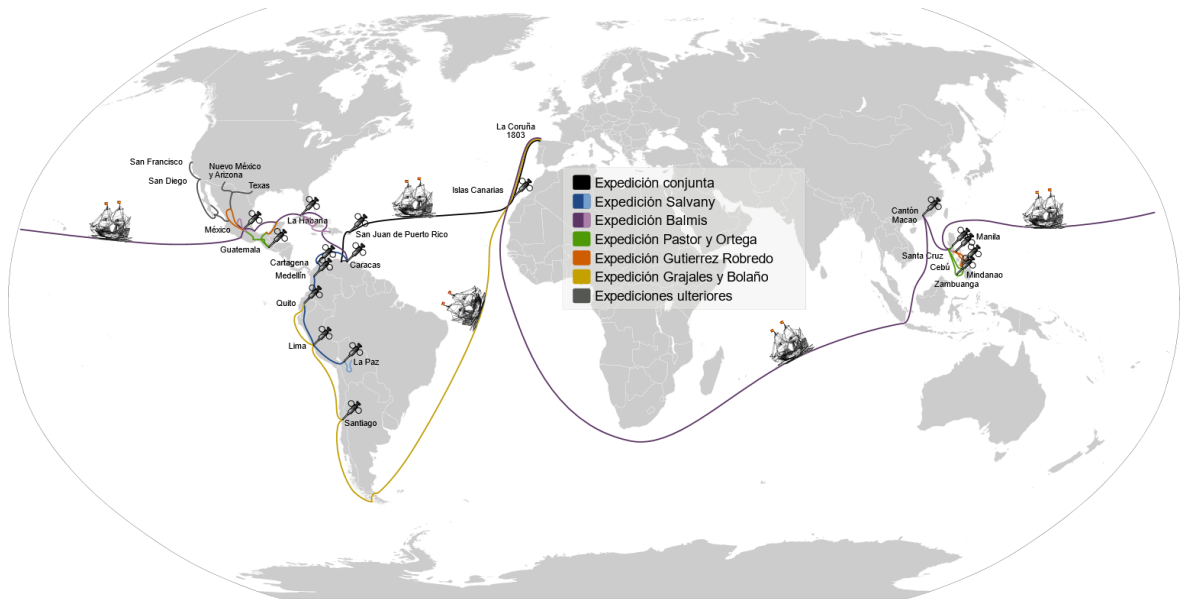 La Coruña
1803
Islas Canarias
San Francisco
San Diego
Nuevo México
y Arizona
Texas
La Habana
México
Guatemala
San Juan de Puerto Rico
Cartagena
Caracas
Medellín
Quito
Lima
La Paz
Santiago
Expedición conjunta
Expedición Salvany
Expedición Balmis
Expedición Pastor y Ortega
Expedición Gutierrez Robredo
Expedición Grajales y Bolaño
Expediciones ulteriores
Cantón
Macao
Manila
Santa Cruz
Cebú
Mindanao
Zambuanga